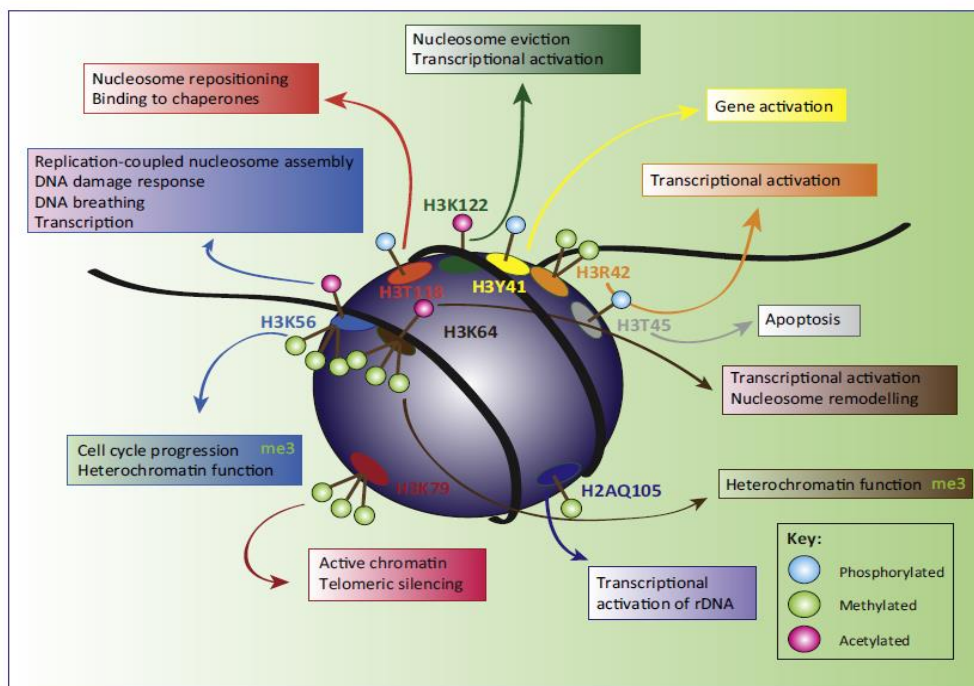 Nucleosome eviction
Transcriptional activation
Nucleosome repositioning
Binding to chaperones
Gene activation
Replication-coupled nucleosome assembly
DNA damage response
DNA breathing
Transcription
Transcriptional activation
H3K122
H3T118
H3Y41
H3R42
H3K56
H3K64
H3T45
Apoptosis
Transcriptional activation
Nucleosome remodelling
Cell cycle progression me3
Heterochromatin function
H3K79
H2AQ105
Heterochromatin function me3
Active chromatin
Telomeric silencing
Transcriptional
activation of rDNA
Key:
Phosphorylated
Methylated
Acetylated